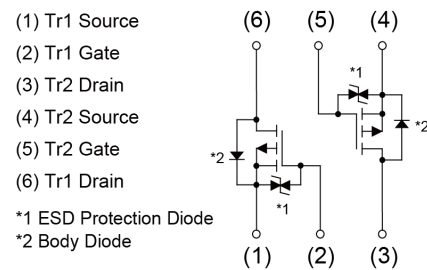 (1) Tr1 Source
(2) Tr1 Gate
(3) Tr2 Drain
(4) Tr2 Source
(5) Tr2 Gate
(6) Tr1 Drain
*1 ESD Protection Diode
*2 Body Diode
(6) (5) (4)
*1
*2
*2
*1
(1) (2) (3)